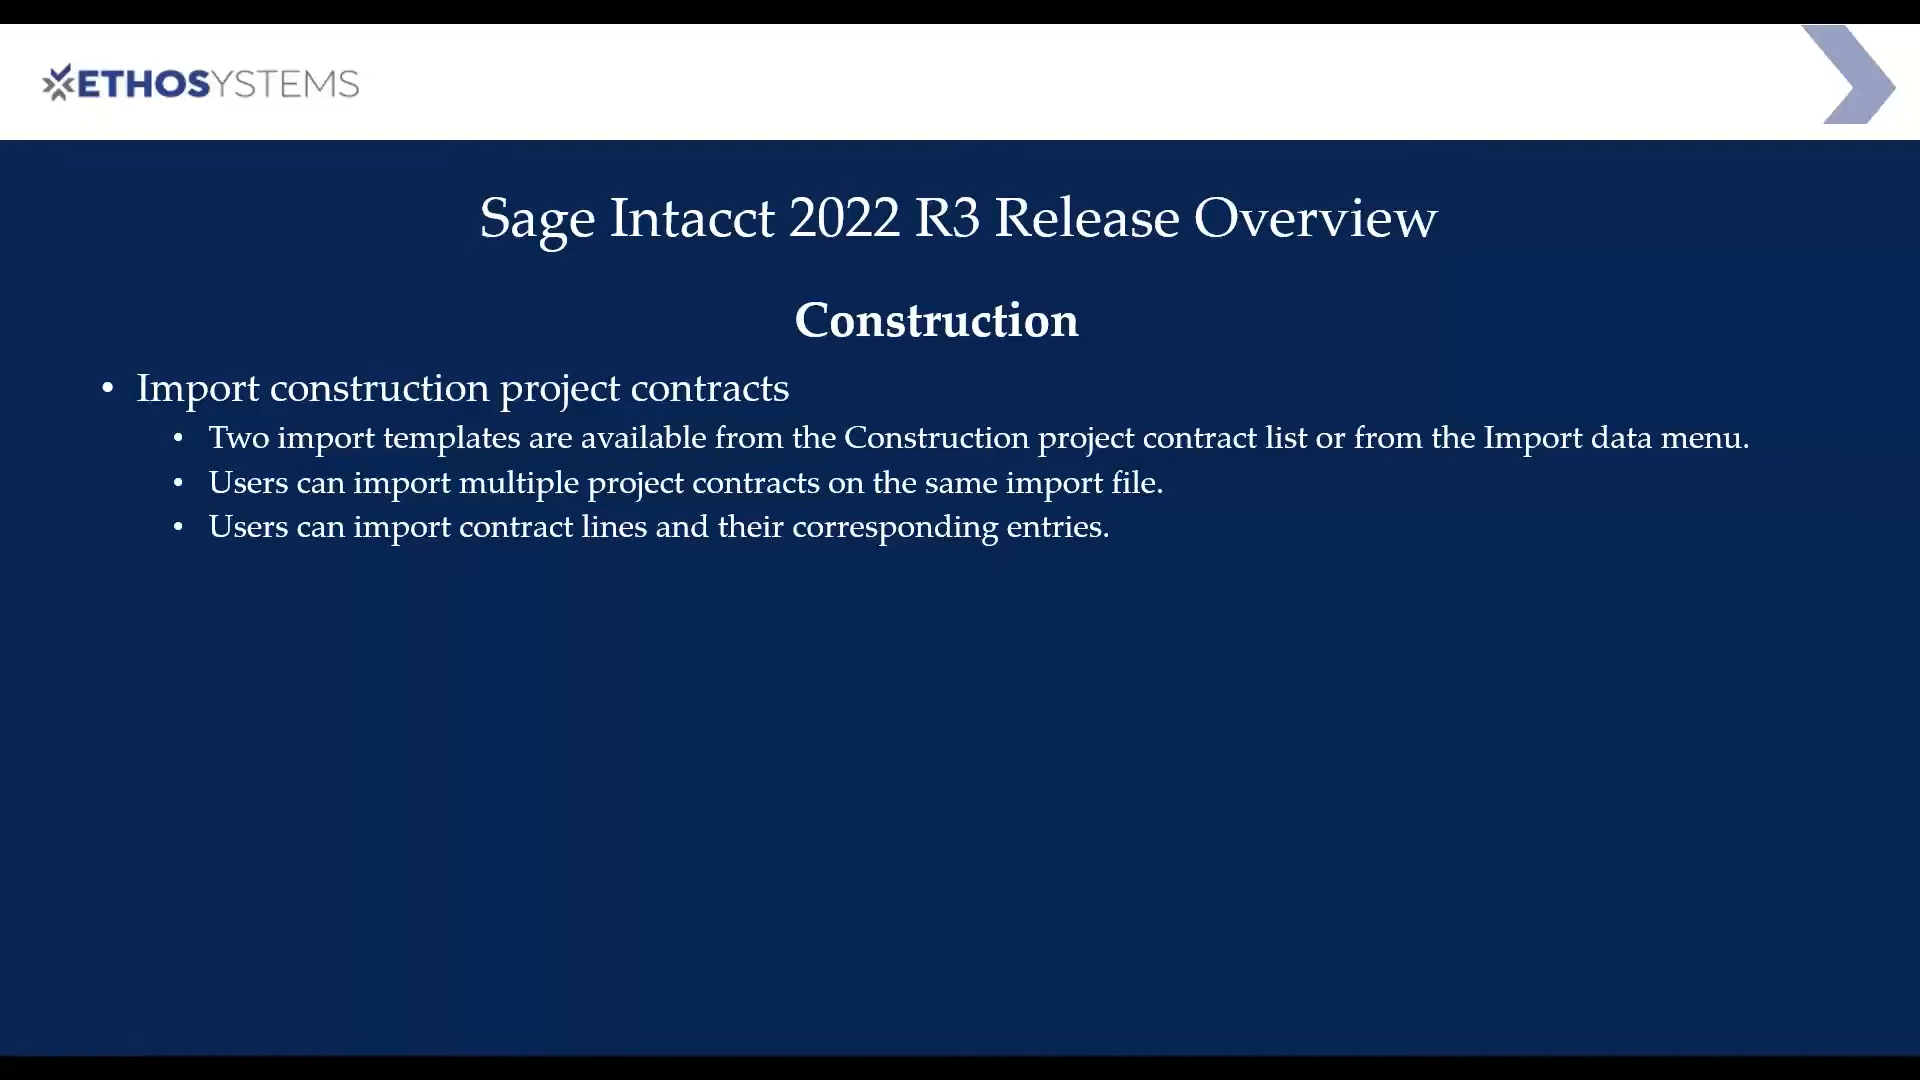 ETHOSYSTEMS
Sage Intacct 2022 R3 Release Overview
Construction
• Import construction project contracts
• Two import templates are available from the Construction project contract list or from the Import data menu.
• Users can import multiple project contracts on the same import file.
• Users can import contract lines and their corresponding entries.